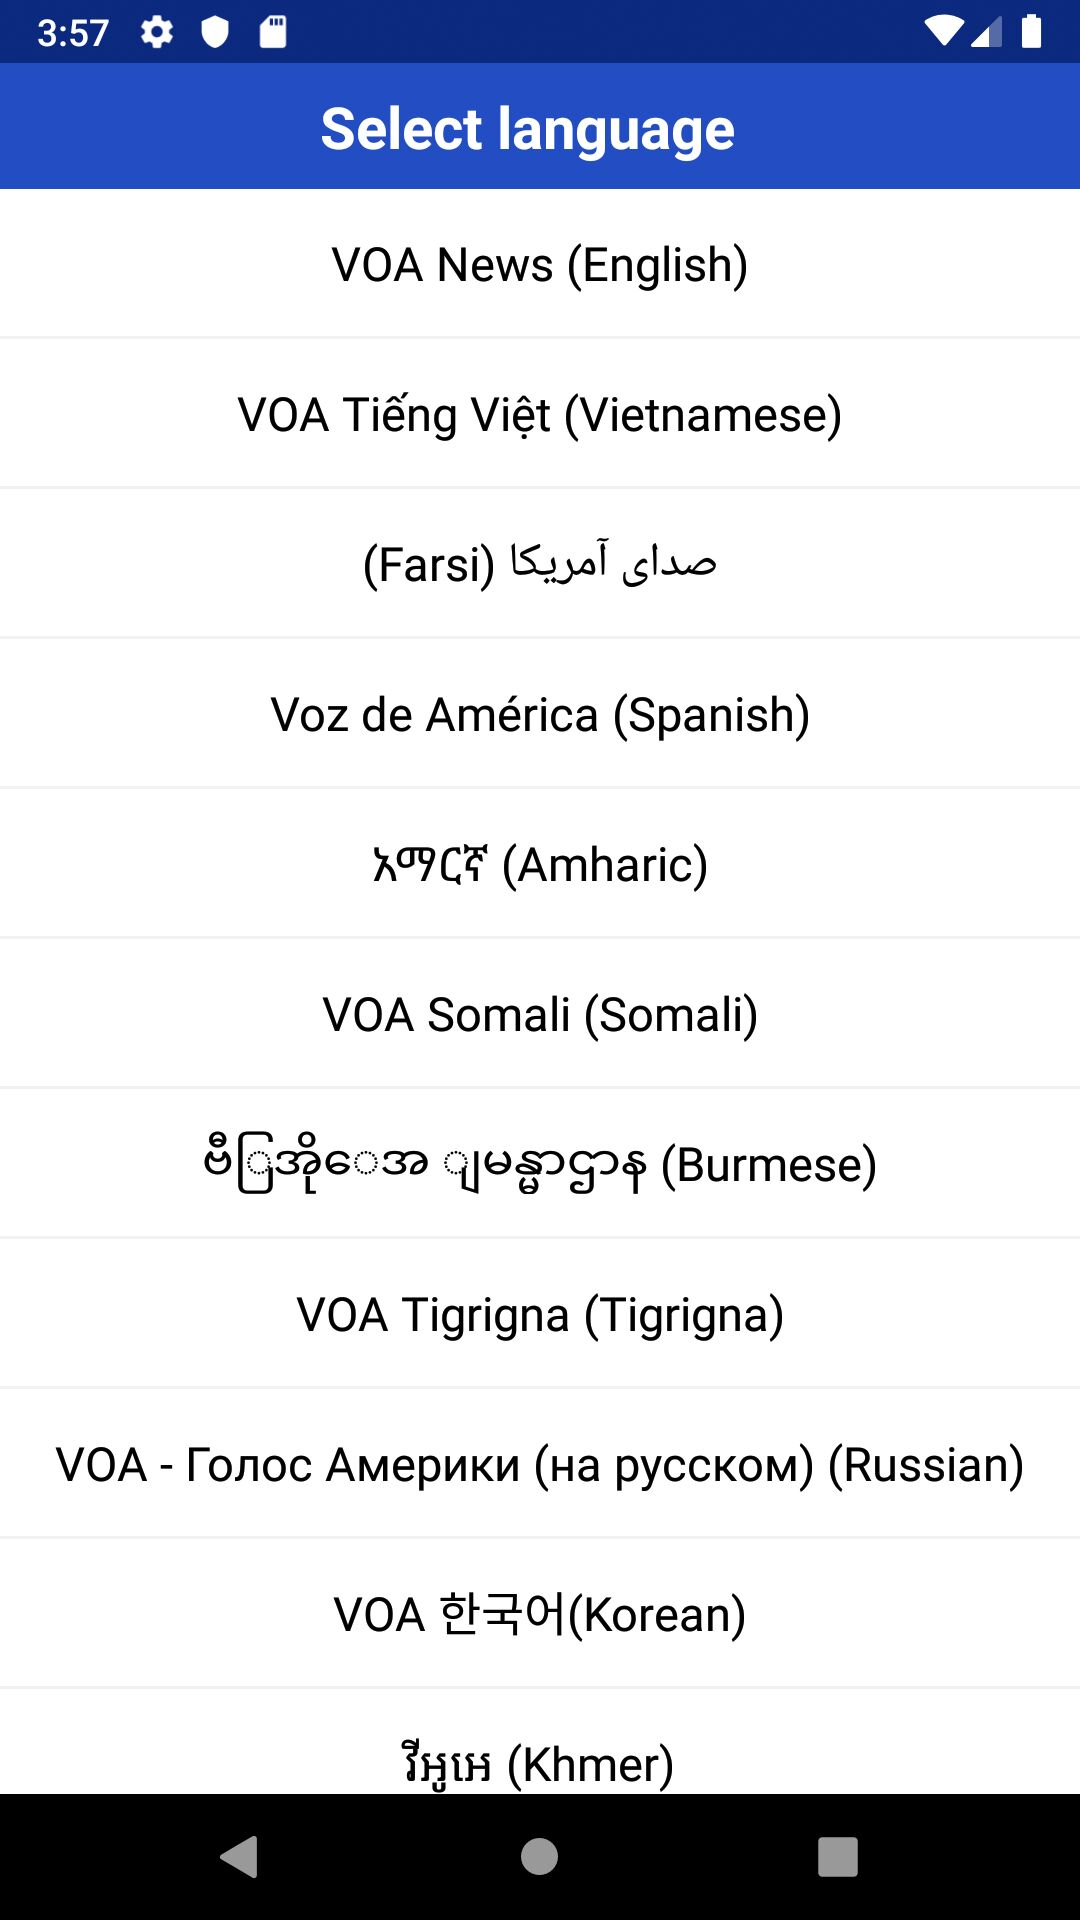 3:57
Select language
VOA News (English)
VOA Tiếng Việt (Vietnamese)
صدای آمریکا (Farsi)
Voz de América (Spanish)
አማርኛ (Amharic)
VOA Somali (Somali)
ဗီြအိုေအ ျမန္မာဌာန (Burmese)
VOA Tigrigna (Tigrigna)
VOA - Голос Америки (на русском) (Russian)
VOA 한국어(Korean)
វីអូអេ (Khmer)